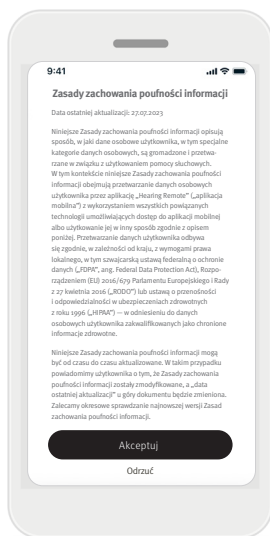 9:41
Zasady zachowania poufności informacji
Data ostatniej aktualizacji: 27.07.2023
Niniejsze Zasady zachowania poufności informacji opisują
sposób, w jaki dane osobowe użytkownika, w tym specjalne
kategorie danych osobowych, są gromadzone i przetwa-
rzane w związku z użytkowaniem pomocy słuchowych.
W tym kontekście niniejsze Zasady zachowania poufności
informacji obejmują przetwarzanie danych osobowych
użytkownika przez aplikację „Hearing Remote” („aplikacja
mobilna”) z wykorzystaniem wszystkich powiązanych
technologii umożliwiających dostęp do aplikacji mobilnej
albo użytkowanie jej w inny sposób zgodnie z opisem
poniżej. Przetwarzanie danych użytkownika odbywa
się zgodnie, w zależności od kraju, z wymogami prawa
lokalnego, w tym szwajcarską ustawą federalną o ochronie
danych („FDPA”, ang. Federal Data Protection Act), Rozpo-
rządzeniem (EU) 2016/679 Parlamentu Europejskiego i Rady
z 27 kwietnia 2016 („RODO”) lub ustawą o przenośności
i odpowiedzialności w ubezpieczeniach zdrowotnych
z roku 1996 („HIPAA”) — w odniesieniu do danych
osobowych użytkownika zakwalifikowanych jako chronione
informacje zdrowotne.
Niniejsze Zasady zachowania poufności informacji mogą
być od czasu do czasu aktualizowane. W takim przypadku
powiadomimy użytkownika o tym, że Zasady zachowania
poufności informacji zostały zmodyfikowane, a „data
ostatniej aktualizacji” u góry dokumentu będzie zmieniona.
Zalecamy okresowe sprawdzanie najnowszej wersji Zasad
zachowania poufności informacji.
Akceptuj
Odrzuć